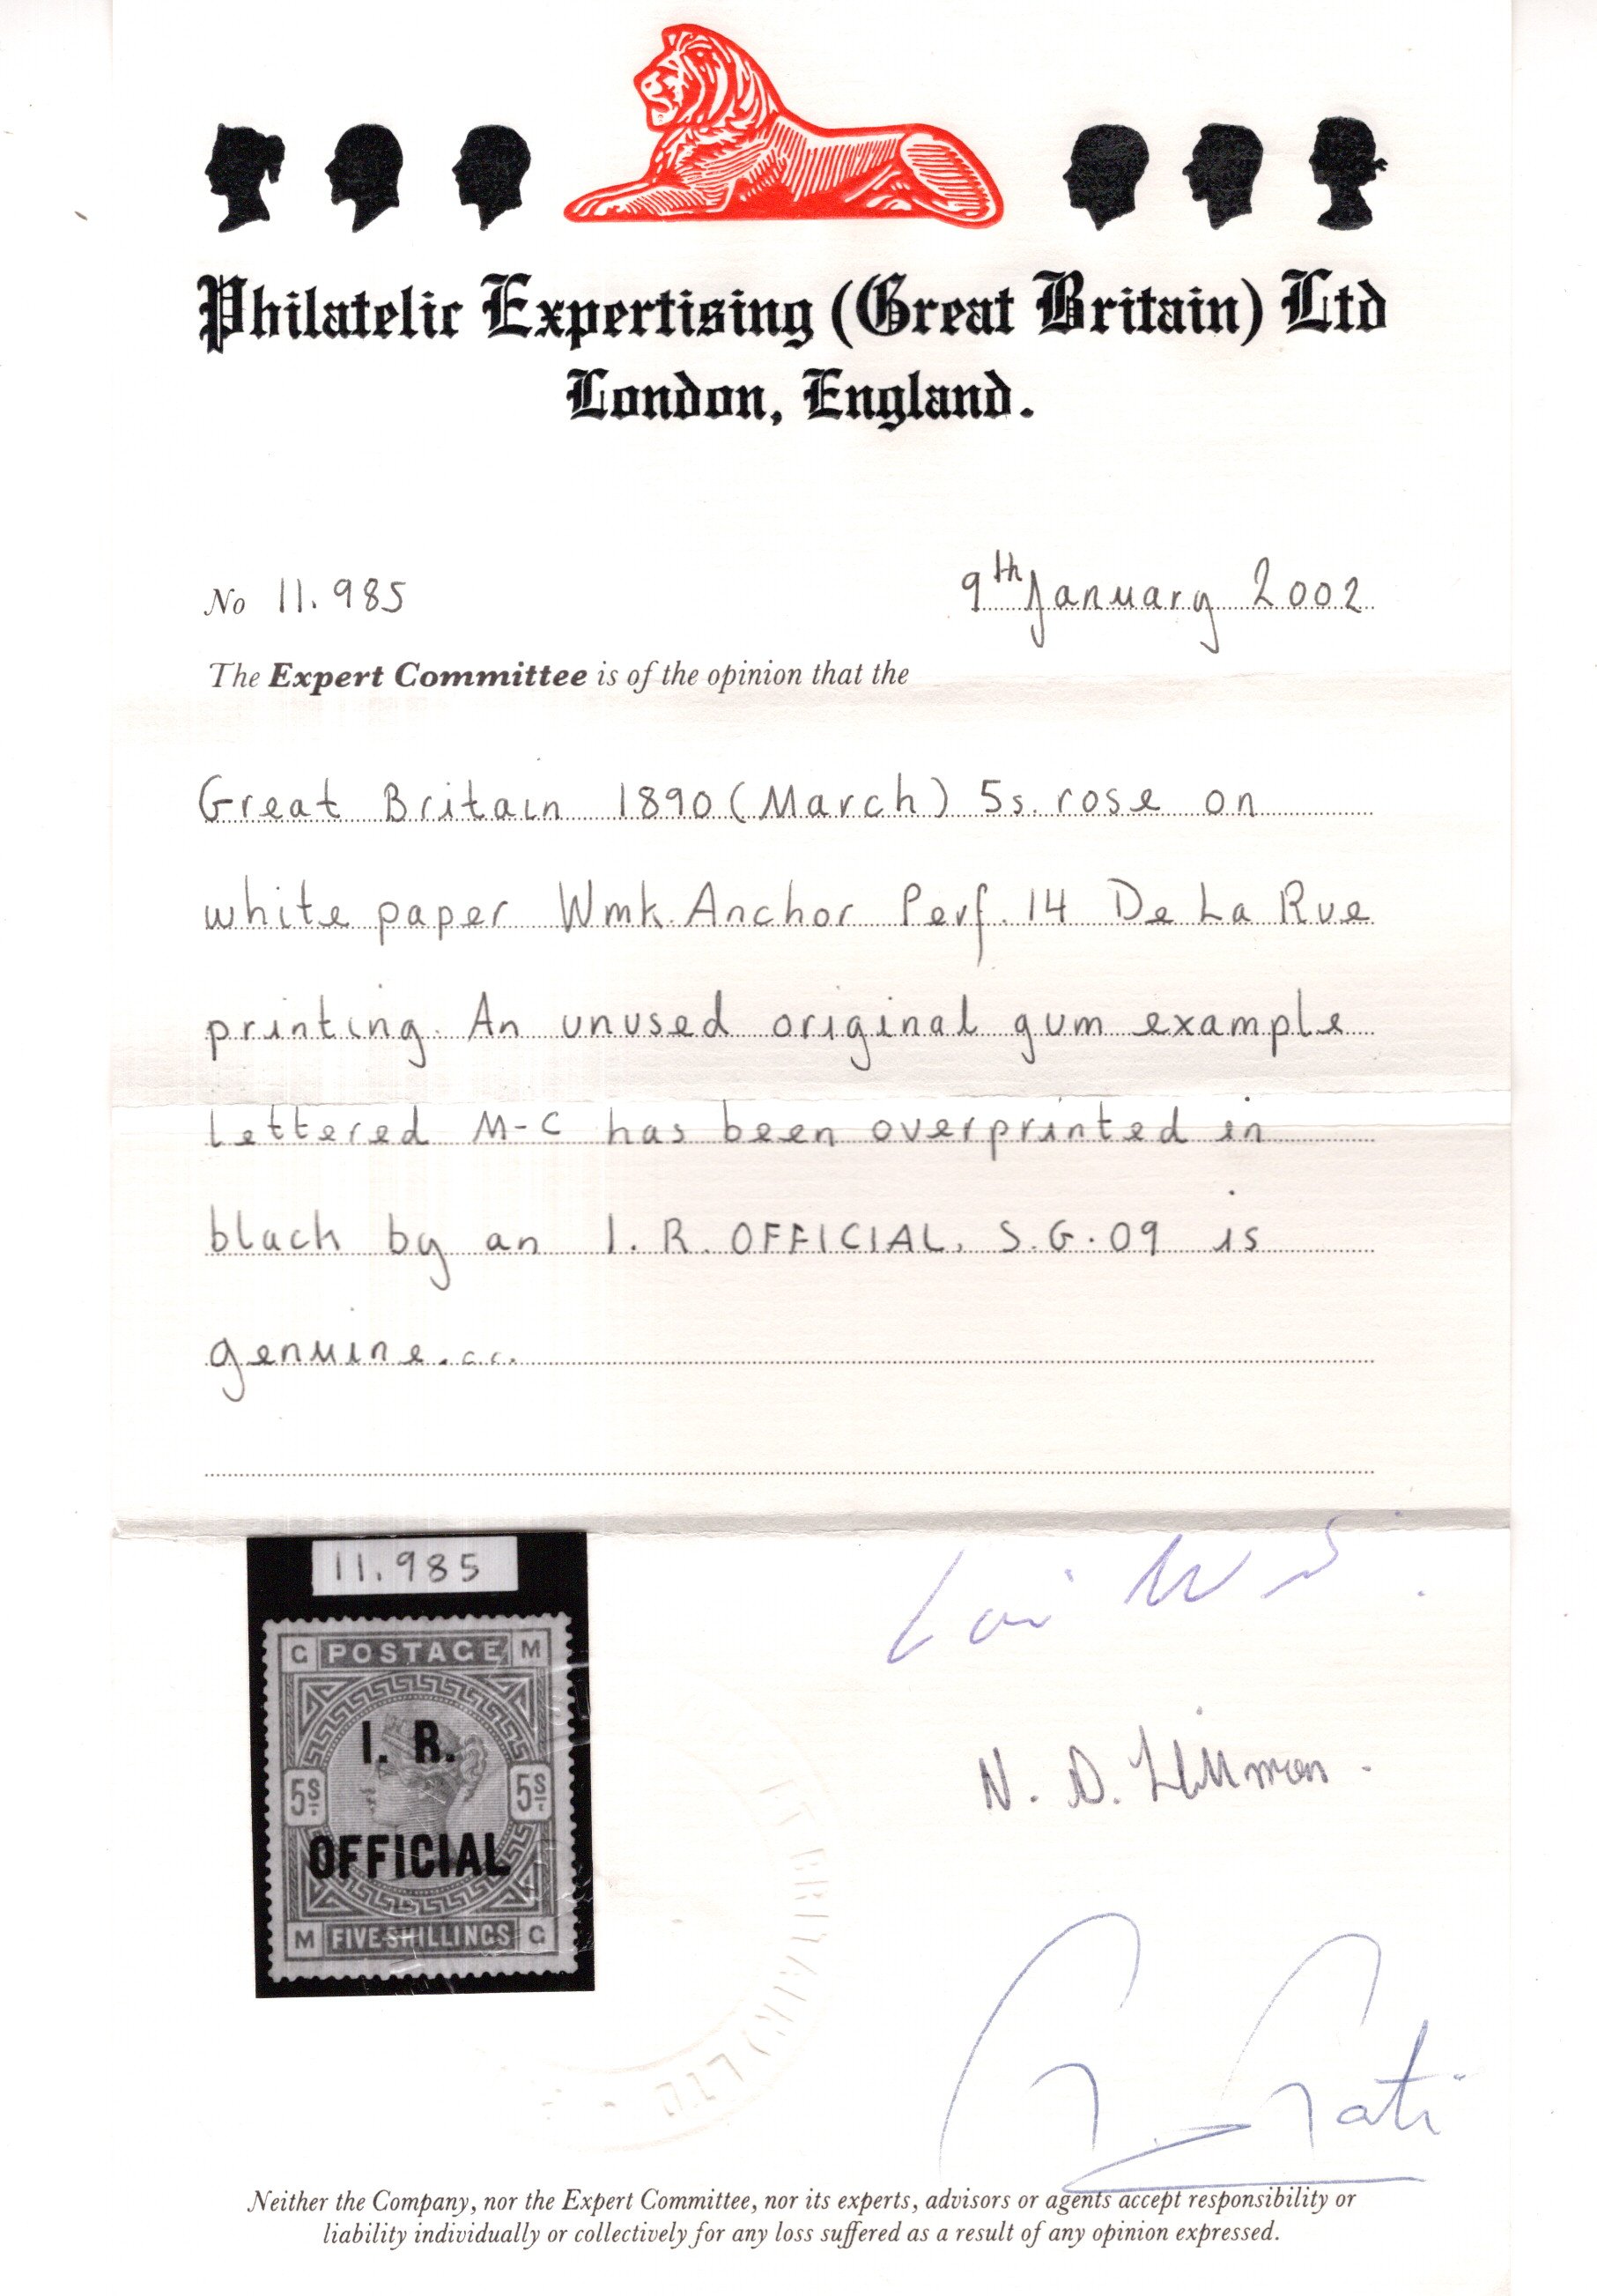 Philatelic Expertising (Great Britain) Ltd
London, England.
No 11.985
9th January 2002
The Expert Committee is of the opinion that the
Great Britain 1890 (March) 5s. rose on
white paper Wmk. Anchor Perf. 14 De La Rue
printing. An unused original gum example
lettered M-C has been overprinted in
black by an I. R. OFFICIAL. S.G.O9 is
genuine.
11.985
G POSTAGE M
I. R.
5s 5s
OFFICIAL
M FIVE SHILLINGS G
N. D.
BRITAIN) LTD
Neither the Company, nor the Expert Committee, nor its experts, advisors or agents accept responsibility or
liability individually or collectively for any loss suffered as a result of any opinion expressed.